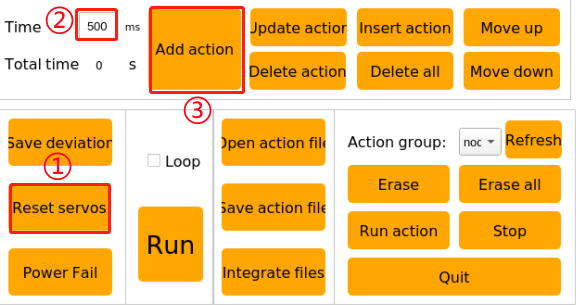 Time ② 500 ms
Total time 0 s
Add action
③
Update action
Insert action
Move up
Delete action
Delete all
Move down
Save deviation
①
Reset servos
Power Fail
Loop
Run
Open action file
Save action file
Integrate files
Action group: noc Refresh
Erase
Erase all
Run action
Stop
Quit